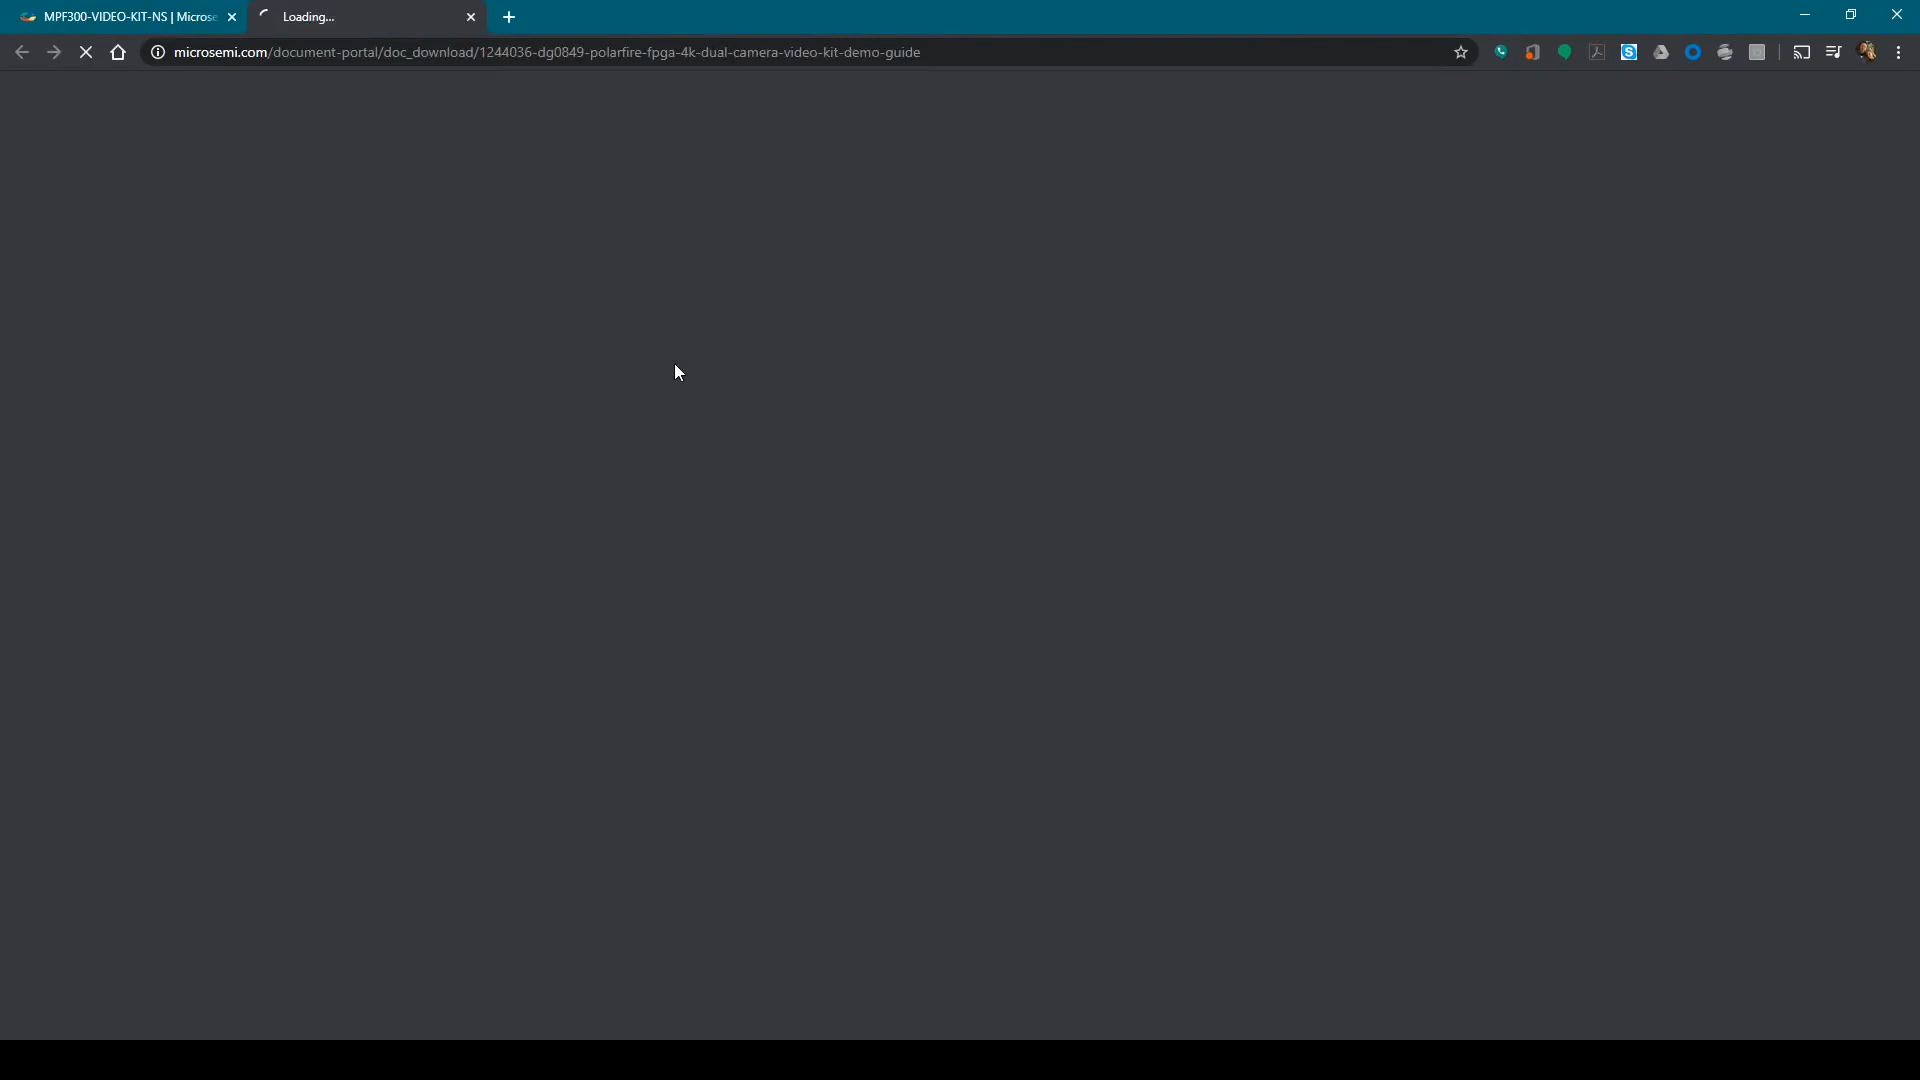 MPF300-VIDEO-KIT-NS | Microse
Loading...
microsemi.com/document-portal/doc_download/1244036-dg0849-polarfire-fpga-4k-dual-camera-video-kit-demo-guide